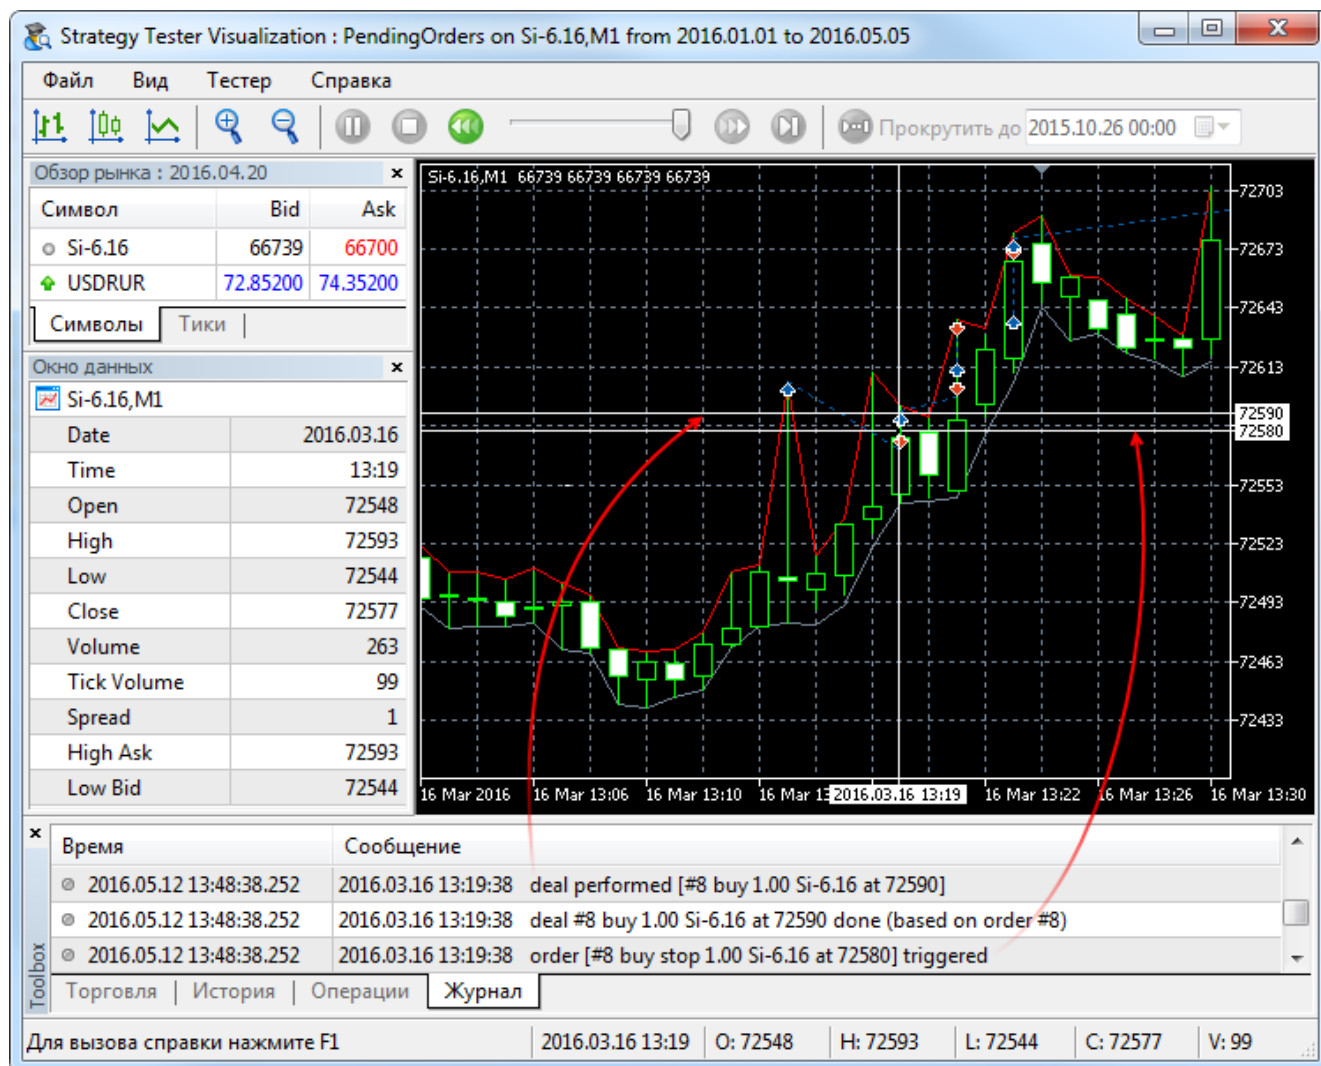 Strategy Tester Visualization : PendingOrders on Si-6.16,M1 from 2016.01.01 to 2016.05.05
Файл Вид Тестер Справка
Прокрутить до 2015.10.26 00:00
Обзор рынка : 2016.04.20
Символ Bid Ask
Si-6.16 66739 66700
USDRUR 72.85200 74.35200
Символы Тики
Окно данных
Si-6.16,M1
Date 2016.03.16
Time 13:19
Open 72548
High 72593
Low 72544
Close 72577
Volume 263
Tick Volume 99
Spread 1
High Ask 72593
Low Bid 72544
Si-6.16,M1 66739 66739 66739 66739
72703
72673
72643
72613
72590
72580
72553
72523
72493
72463
72433
16 Mar 2016 16 Mar 13:06 16 Mar 13:10 16 Mar 13 2016.03.16 13:19 16 Mar 13:22 16 Mar 13:26 16 Mar 13:30
Время Сообщение
2016.05.12 13:48:38.252 2016.03.16 13:19:38 deal performed [#8 buy 1.00 Si-6.16 at 72590]
2016.05.12 13:48:38.252 2016.03.16 13:19:38 deal #8 buy 1.00 Si-6.16 at 72590 done (based on order #8)
2016.05.12 13:48:38.252 2016.03.16 13:19:38 order [#8 buy stop 1.00 Si-6.16 at 72580] triggered
Toolbox
Торговля История Операции Журнал
Для вызова справки нажмите F1 2016.03.16 13:19 O: 72548 H: 72593 L: 72544 C: 72577 V: 99